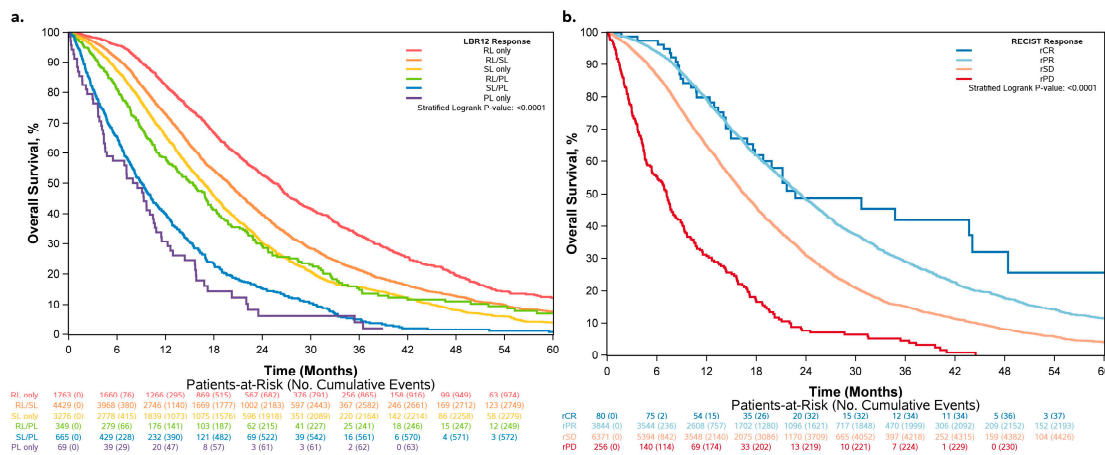 a.
100
90
80
70
60
50
40
30
20
10
0
Overall Survival, %
LBR12 Response
RL only
RL/SL
SL only
RL/PL
SL/PL
PL only
Stratified Logrank P-value: <0.0001
0 6 12 18 24 30 36 42 48 54 60
Time (Months)
Patients-at-Risk (No. Cumulative Events)
RL only 1763 (0) 1660 (76) 1266 (295) 869 (515) 567 (682) 376 (791) 256 (865) 158 (916) 99 (949) 63 (974)
RL/SL 4429 (0) 3968 (380) 2746 (1140) 1669 (1777) 1002 (2183) 597 (2443) 367 (2582) 246 (2661) 169 (2712) 123 (2749)
SL only 3276 (0) 2778 (415) 1839 (1073) 1075 (1576) 596 (1918) 351 (2089) 220 (2164) 142 (2214) 86 (2258) 58 (2279)
RL/PL 349 (0) 279 (66) 176 (141) 103 (187) 62 (215) 41 (227) 25 (241) 18 (246) 15 (247) 12 (249)
SL/PL 665 (0) 429 (228) 232 (390) 121 (482) 69 (522) 39 (542) 16 (561) 6 (570) 4 (571) 3 (572)
PL only 69 (0) 39 (29) 20 (47) 8 (57) 3 (61) 3 (61) 2 (62) 0 (63)
b.
100
90
80
70
60
50
40
30
20
10
0
Overall Survival, %
RECIST Response
rCR
rPR
rSD
rPD
Stratified Logrank P-value: <0.0001
0 6 12 18 24 30 36 42 48 54 60
Time (Months)
Patients-at-Risk (No. Cumulative Events)
rCR 80 (0) 75 (2) 54 (15) 35 (26) 20 (32) 15 (32) 12 (34) 11 (34) 5 (36) 3 (37)
rPR 3844 (0) 3544 (236) 2608 (757) 1702 (1280) 1096 (1621) 717 (1848) 470 (1999) 306 (2092) 209 (2152) 152 (2193)
rSD 6371 (0) 5394 (842) 3548 (2140) 2075 (3086) 1170 (3709) 665 (4052) 397 (4218) 252 (4315) 159 (4382) 104 (4426)
rPD 256 (0) 140 (114) 69 (174) 33 (202) 13 (219) 10 (221) 7 (224) 1 (229) 0 (230)